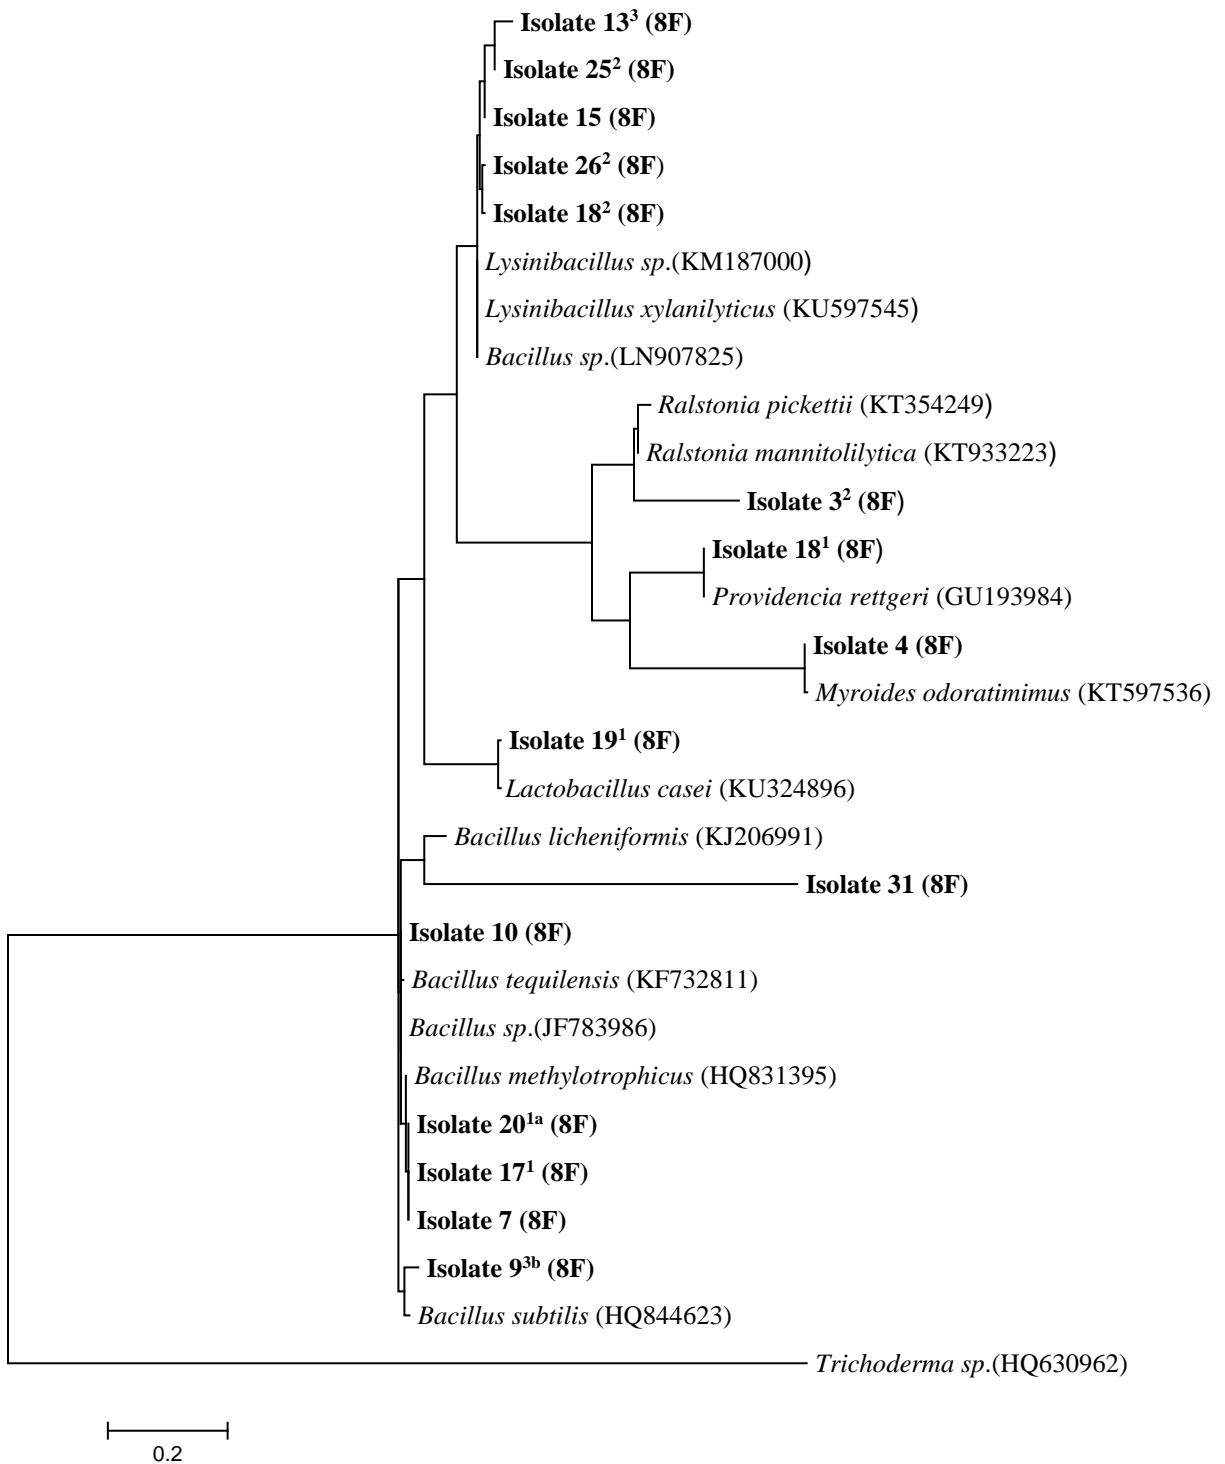 Isolate 13³ (8F)
Isolate 25² (8F)
Isolate 15 (8F)
Isolate 26² (8F)
Isolate 18² (8F)
Lysinibacillus sp.(KM187000)
Lysinibacillus xylanilyticus (KU597545)
Bacillus sp.(LN907825)
Ralstonia pickettii (KT354249)
Ralstonia mannitolilytica (KT933223)
Isolate 3² (8F)
Isolate 18¹ (8F)
Providencia rettgeri (GU193984)
Isolate 4 (8F)
Myroides odoratimimus (KT597536)
Isolate 19¹ (8F)
Lactobacillus casei (KU324896)
Bacillus licheniformis (KJ206991)
Isolate 31 (8F)
Isolate 10 (8F)
Bacillus tequilensis (KF732811)
Bacillus sp.(JF783986)
Bacillus methylotrophicus (HQ831395)
Isolate 20¹ᵃ (8F)
Isolate 17¹ (8F)
Isolate 7 (8F)
Isolate 9³ᵇ (8F)
Bacillus subtilis (HQ844623)
Trichoderma sp.(HQ630962)
0.2